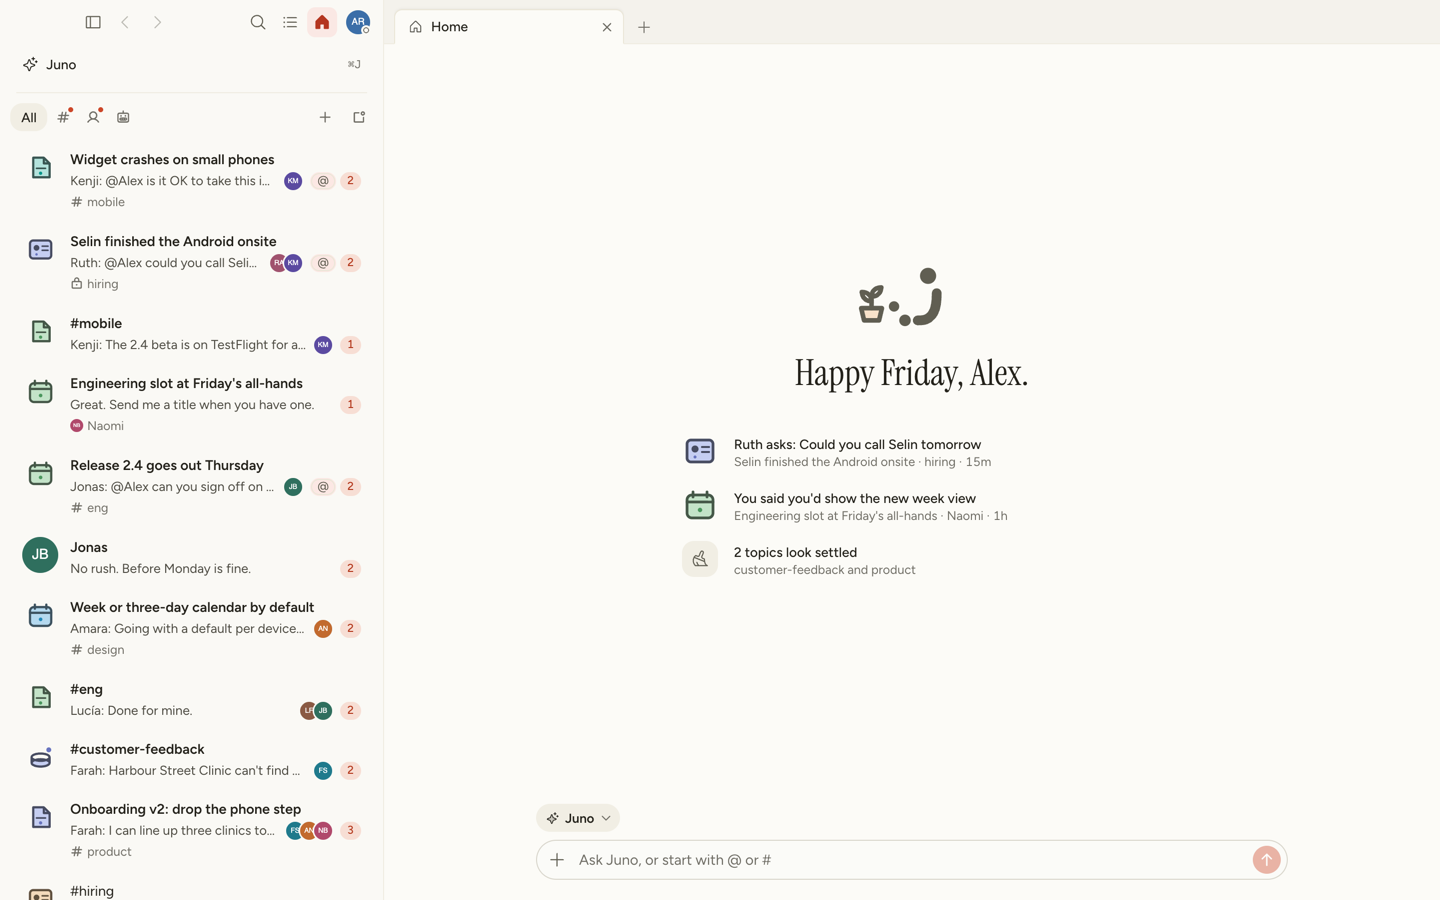 AR
Home
Juno
⌘J
All
Widget crashes on small phones
Kenji: @Alex is it OK to take this i...
KM
@
2
# mobile
Selin finished the Android onsite
Ruth: @Alex could you call Seli...
RA
KM
@
2
hiring
#mobile
Kenji: The 2.4 beta is on TestFlight for a...
KM
1
Engineering slot at Friday's all-hands
Great. Send me a title when you have one.
1
NB
Naomi
Release 2.4 goes out Thursday
Jonas: @Alex can you sign off on ...
JB
@
2
# eng
JB
Jonas
No rush. Before Monday is fine.
2
Week or three-day calendar by default
Amara: Going with a default per device...
AN
2
# design
#eng
Lucía: Done for mine.
JB
2
#customer-feedback
Farah: Harbour Street Clinic can't find ...
FS
2
Onboarding v2: drop the phone step
Farah: I can line up three clinics to...
FS
AN
NB
3
# product
#hiring
Happy Friday, Alex.
Ruth asks: Could you call Selin tomorrow
Selin finished the Android onsite · hiring · 15m
You said you'd show the new week view
Engineering slot at Friday's all-hands · Naomi · 1h
2 topics look settled
customer-feedback and product
Juno
Ask Juno, or start with @ or #